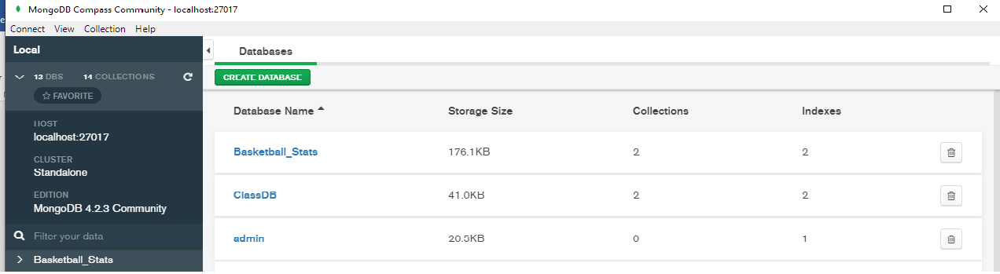 MongoDB Compass Community - localhost:27017
Connect View Collection Help
Local
13 DBS 14 COLLECTIONS
FAVORITE
HOST
localhost:27017
CLUSTER
Standalone
EDITION
MongoDB 4.2.3 Community
Filter your data
Basketball_Stats
Databases
CREATE DATABASE
Database Name Storage Size Collections Indexes
Basketball_Stats 176.1KB 2 2
ClassDB 41.0KB 2 2
admin 20.5KB 0 1